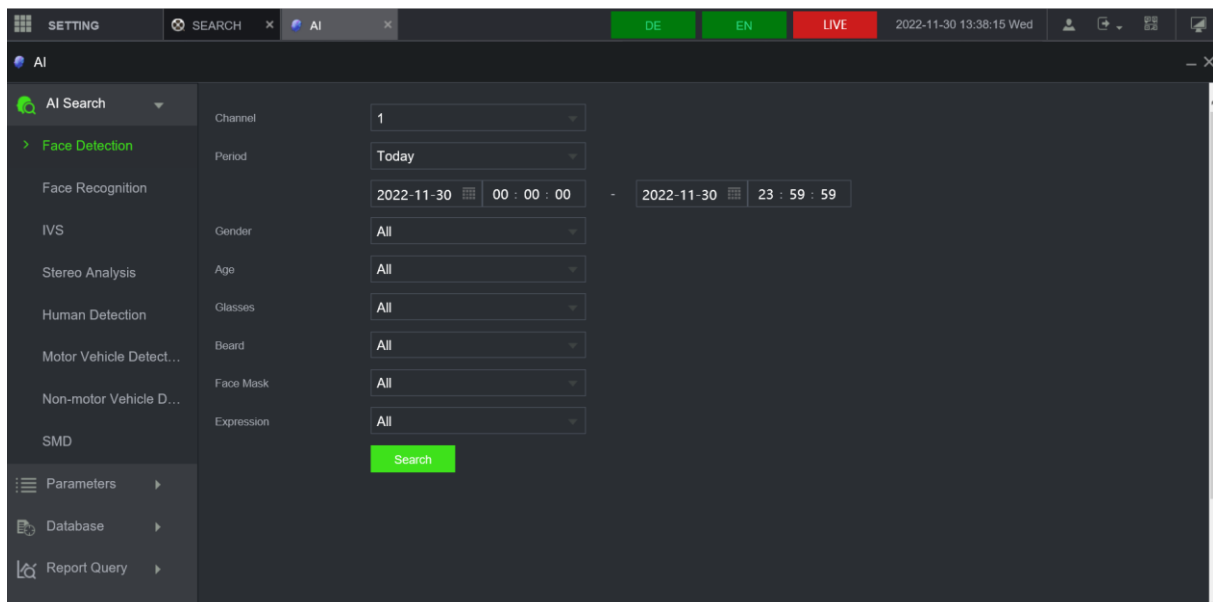 SETTING SEARCH × AI × DE EN LIVE 2022-11-30 13:38:15 Wed
AI
AI Search
Channel 1
> Face Detection
Period Today
Face Recognition
2022-11-30 00 : 00 : 00 - 2022-11-30 23 : 59 : 59
IVS
Gender All
Stereo Analysis
Age All
Human Detection
Glasses All
Motor Vehicle Detect...
Beard All
Non-motor Vehicle D...
Face Mask All
SMD
Expression All
Search
Parameters
Database
Report Query